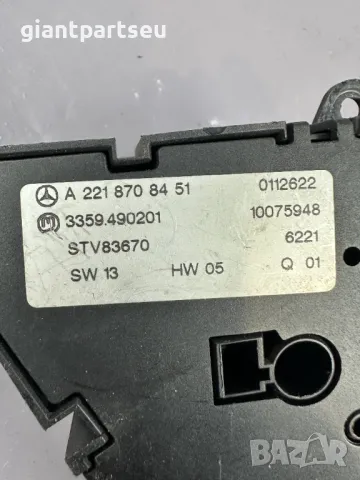 giantpartseu
A 221 870 84 51 0112622
3359.490201 10075948
STV83670 6221
SW 13 HW 05 Q 01
BAZAR